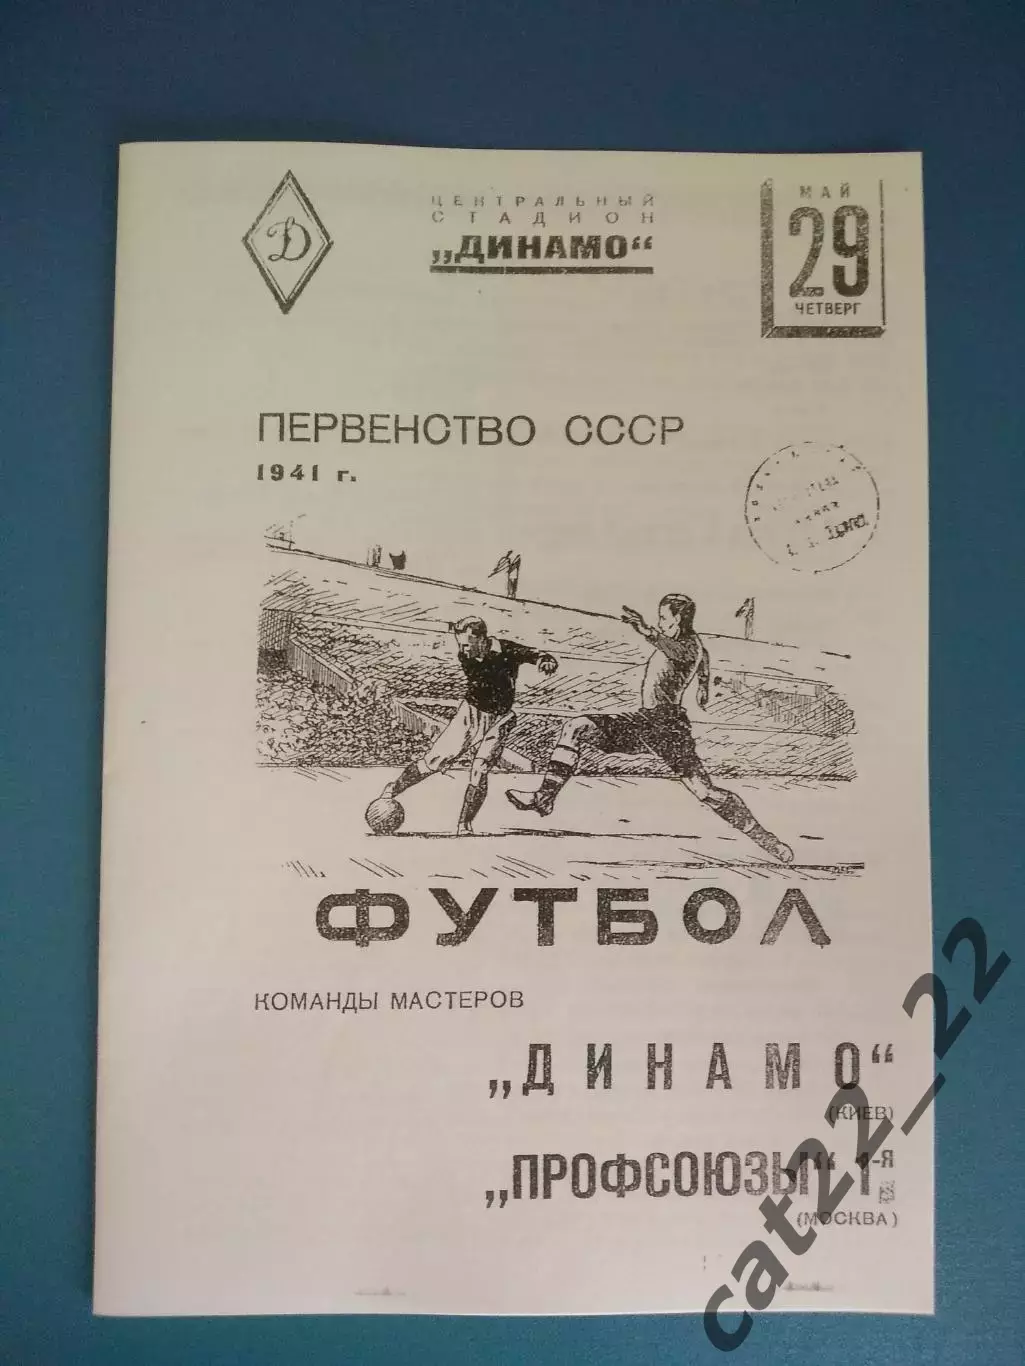 Д
ЦЕНТРАЛЬНЫЙ
СТАДИОН
„ДИНАМО“
МАЙ
29
ЧЕТВЕРГ
ПЕРВЕНСТВО СССР
1941 г.
ФУТБОЛ
КОМАНДЫ МАСТЕРОВ
„ДИНАМО“
(КИЕВ)
„ПРОФСОЮЗЫ“ 1-я
(МОСКВА)
cat22_22